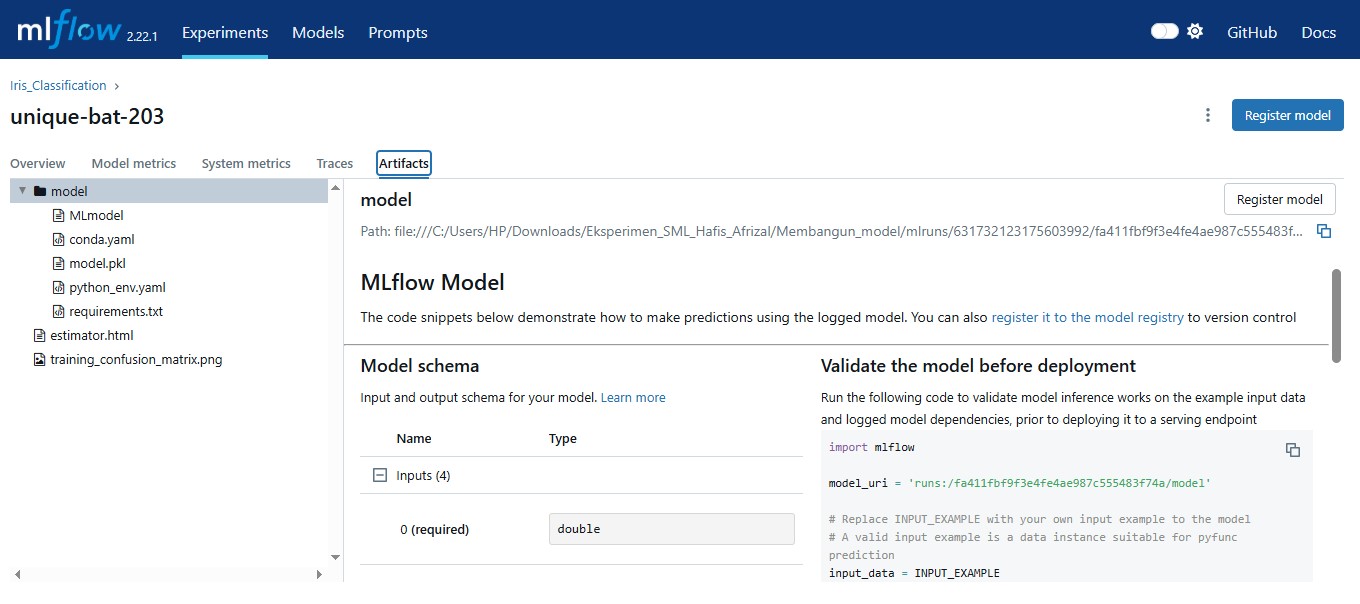 mlflow 2.22.1 Experiments Models Prompts GitHub Docs
Iris_Classification
unique-bat-203
Register model
Overview Model metrics System metrics Traces Artifacts
model
MLmodel
conda.yaml
model.pkl
python_env.yaml
requirements.txt
estimator.html
training_confusion_matrix.png
model
Register model
Path: file:///C:/Users/HP/Downloads/Eksperimen_SML_Hafis_Afrizal/Membangun_model/mlruns/631732123175603992/fa411fbf9f3e4fe4ae987c555483f...
MLflow Model
The code snippets below demonstrate how to make predictions using the logged model. You can also register it to the model registry to version control
Model schema
Input and output schema for your model. Learn more
Name Type
Inputs (4)
0 (required) double
Validate the model before deployment
Run the following code to validate model inference works on the example input data
and logged model dependencies, prior to deploying it to a serving endpoint
import mlflow
model_uri = 'runs:/fa411fbf9f3e4fe4ae987c555483f74a/model'
# Replace INPUT_EXAMPLE with your own input example to the model
# A valid input example is a data instance suitable for pyfunc
prediction
input_data = INPUT_EXAMPLE